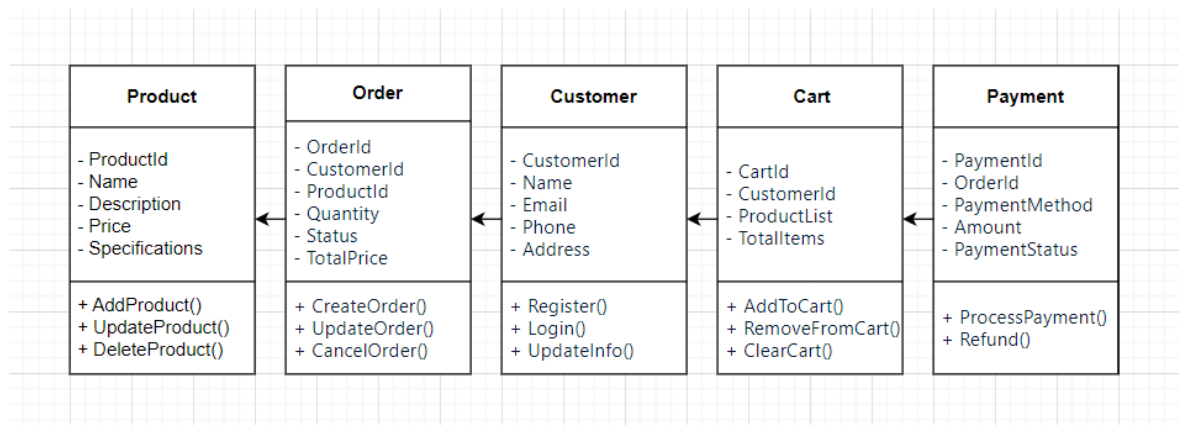 Product
- ProductId
- Name
- Description
- Price
- Specifications
+ AddProduct()
+ UpdateProduct()
+ DeleteProduct()
Order
- OrderId
- CustomerId
- ProductId
- Quantity
- Status
- TotalPrice
+ CreateOrder()
+ UpdateOrder()
+ CancelOrder()
Customer
- CustomerId
- Name
- Email
- Phone
- Address
+ Register()
+ Login()
+ UpdateInfo()
Cart
- CartId
- CustomerId
- ProductList
- TotalItems
+ AddToCart()
+ RemoveFromCart()
+ ClearCart()
Payment
- PaymentId
- OrderId
- PaymentMethod
- Amount
- PaymentStatus
+ ProcessPayment()
+ Refund()